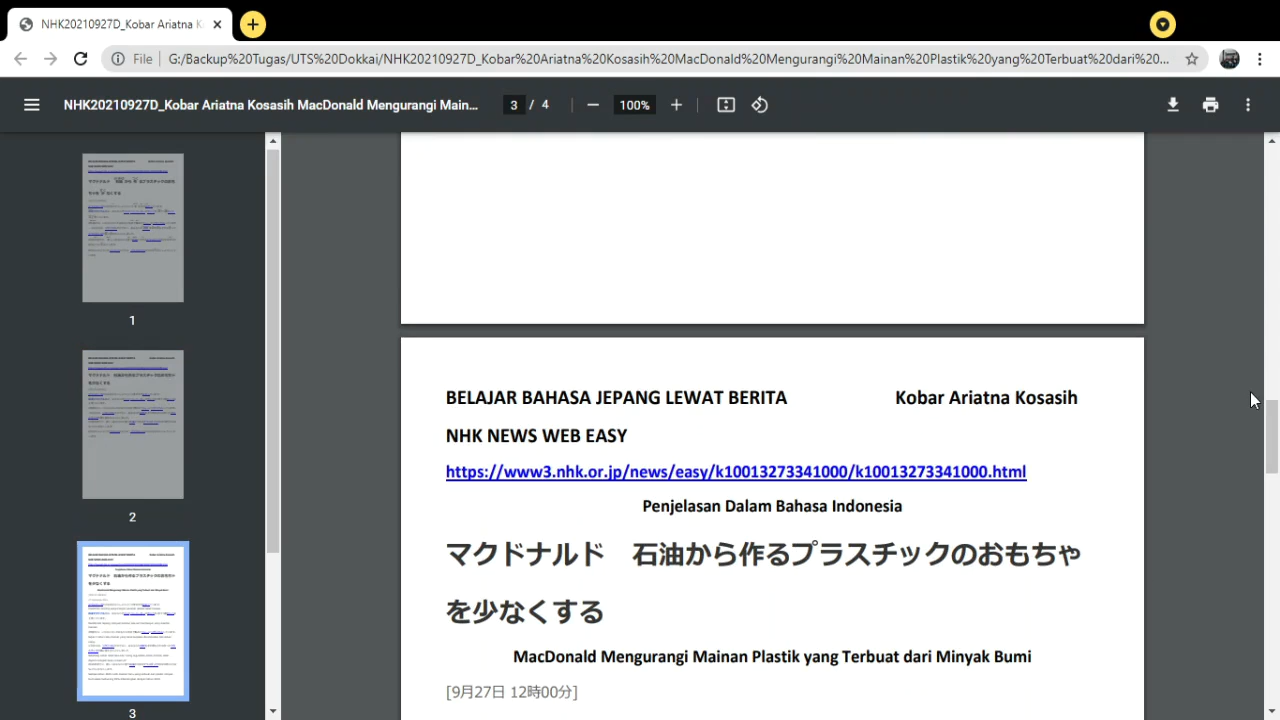 NHK20210927D_Kobar Ariatna K
File
G:/Backup%20Tugas/UTS%20Dokkai/NHK20210927D_Kobar%20Ariatna%20Kosasih%20MacDonald%20Mengurangi%20Mainan%20Plastik%20yang%20Terbuat%20dari%20...
NHK20210927D_Kobar Ariatna Kosasih MacDonald Mengurangi Main...
3 / 4
100%
1
2
3
BELAJAR BAHASA JEPANG LEWAT BERITA Kobar Ariatna Kosasih
NHK NEWS WEB EASY
https://www3.nhk.or.jp/news/easy/k10013273341000/k10013273341000.html
Penjelasan Dalam Bahasa Indonesia
マクドナルド　石油から作るプラスチックのおもちゃ
を少なくする
MacDonald Mengurangi Mainan Plastik yang Terbuat dari Minyak Bumi
[9月27日 12時00分]